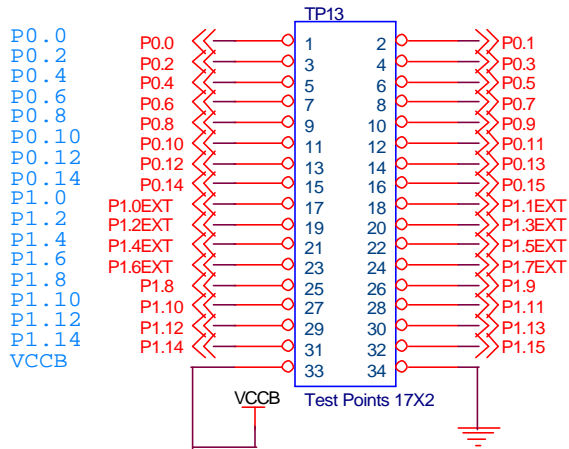 TP13
P0.0 P0.0 1 2 P0.1
P0.2 P0.2 3 4 P0.3
P0.4 P0.4 5 6 P0.5
P0.6 P0.6 7 8 P0.7
P0.8 P0.8 9 10 P0.9
P0.10 P0.10 11 12 P0.11
P0.12 P0.12 13 14 P0.13
P0.14 P0.14 15 16 P0.15
P1.0 P1.0EXT 17 18 P1.1EXT
P1.2 P1.2EXT 19 20 P1.3EXT
P1.4 P1.4EXT 21 22 P1.5EXT
P1.6 P1.6EXT 23 24 P1.7EXT
P1.8 P1.8 25 26 P1.9
P1.10 P1.10 27 28 P1.11
P1.12 P1.12 29 30 P1.13
P1.14 P1.14 31 32 P1.15
VCCB 33 34
VCCB Test Points 17X2